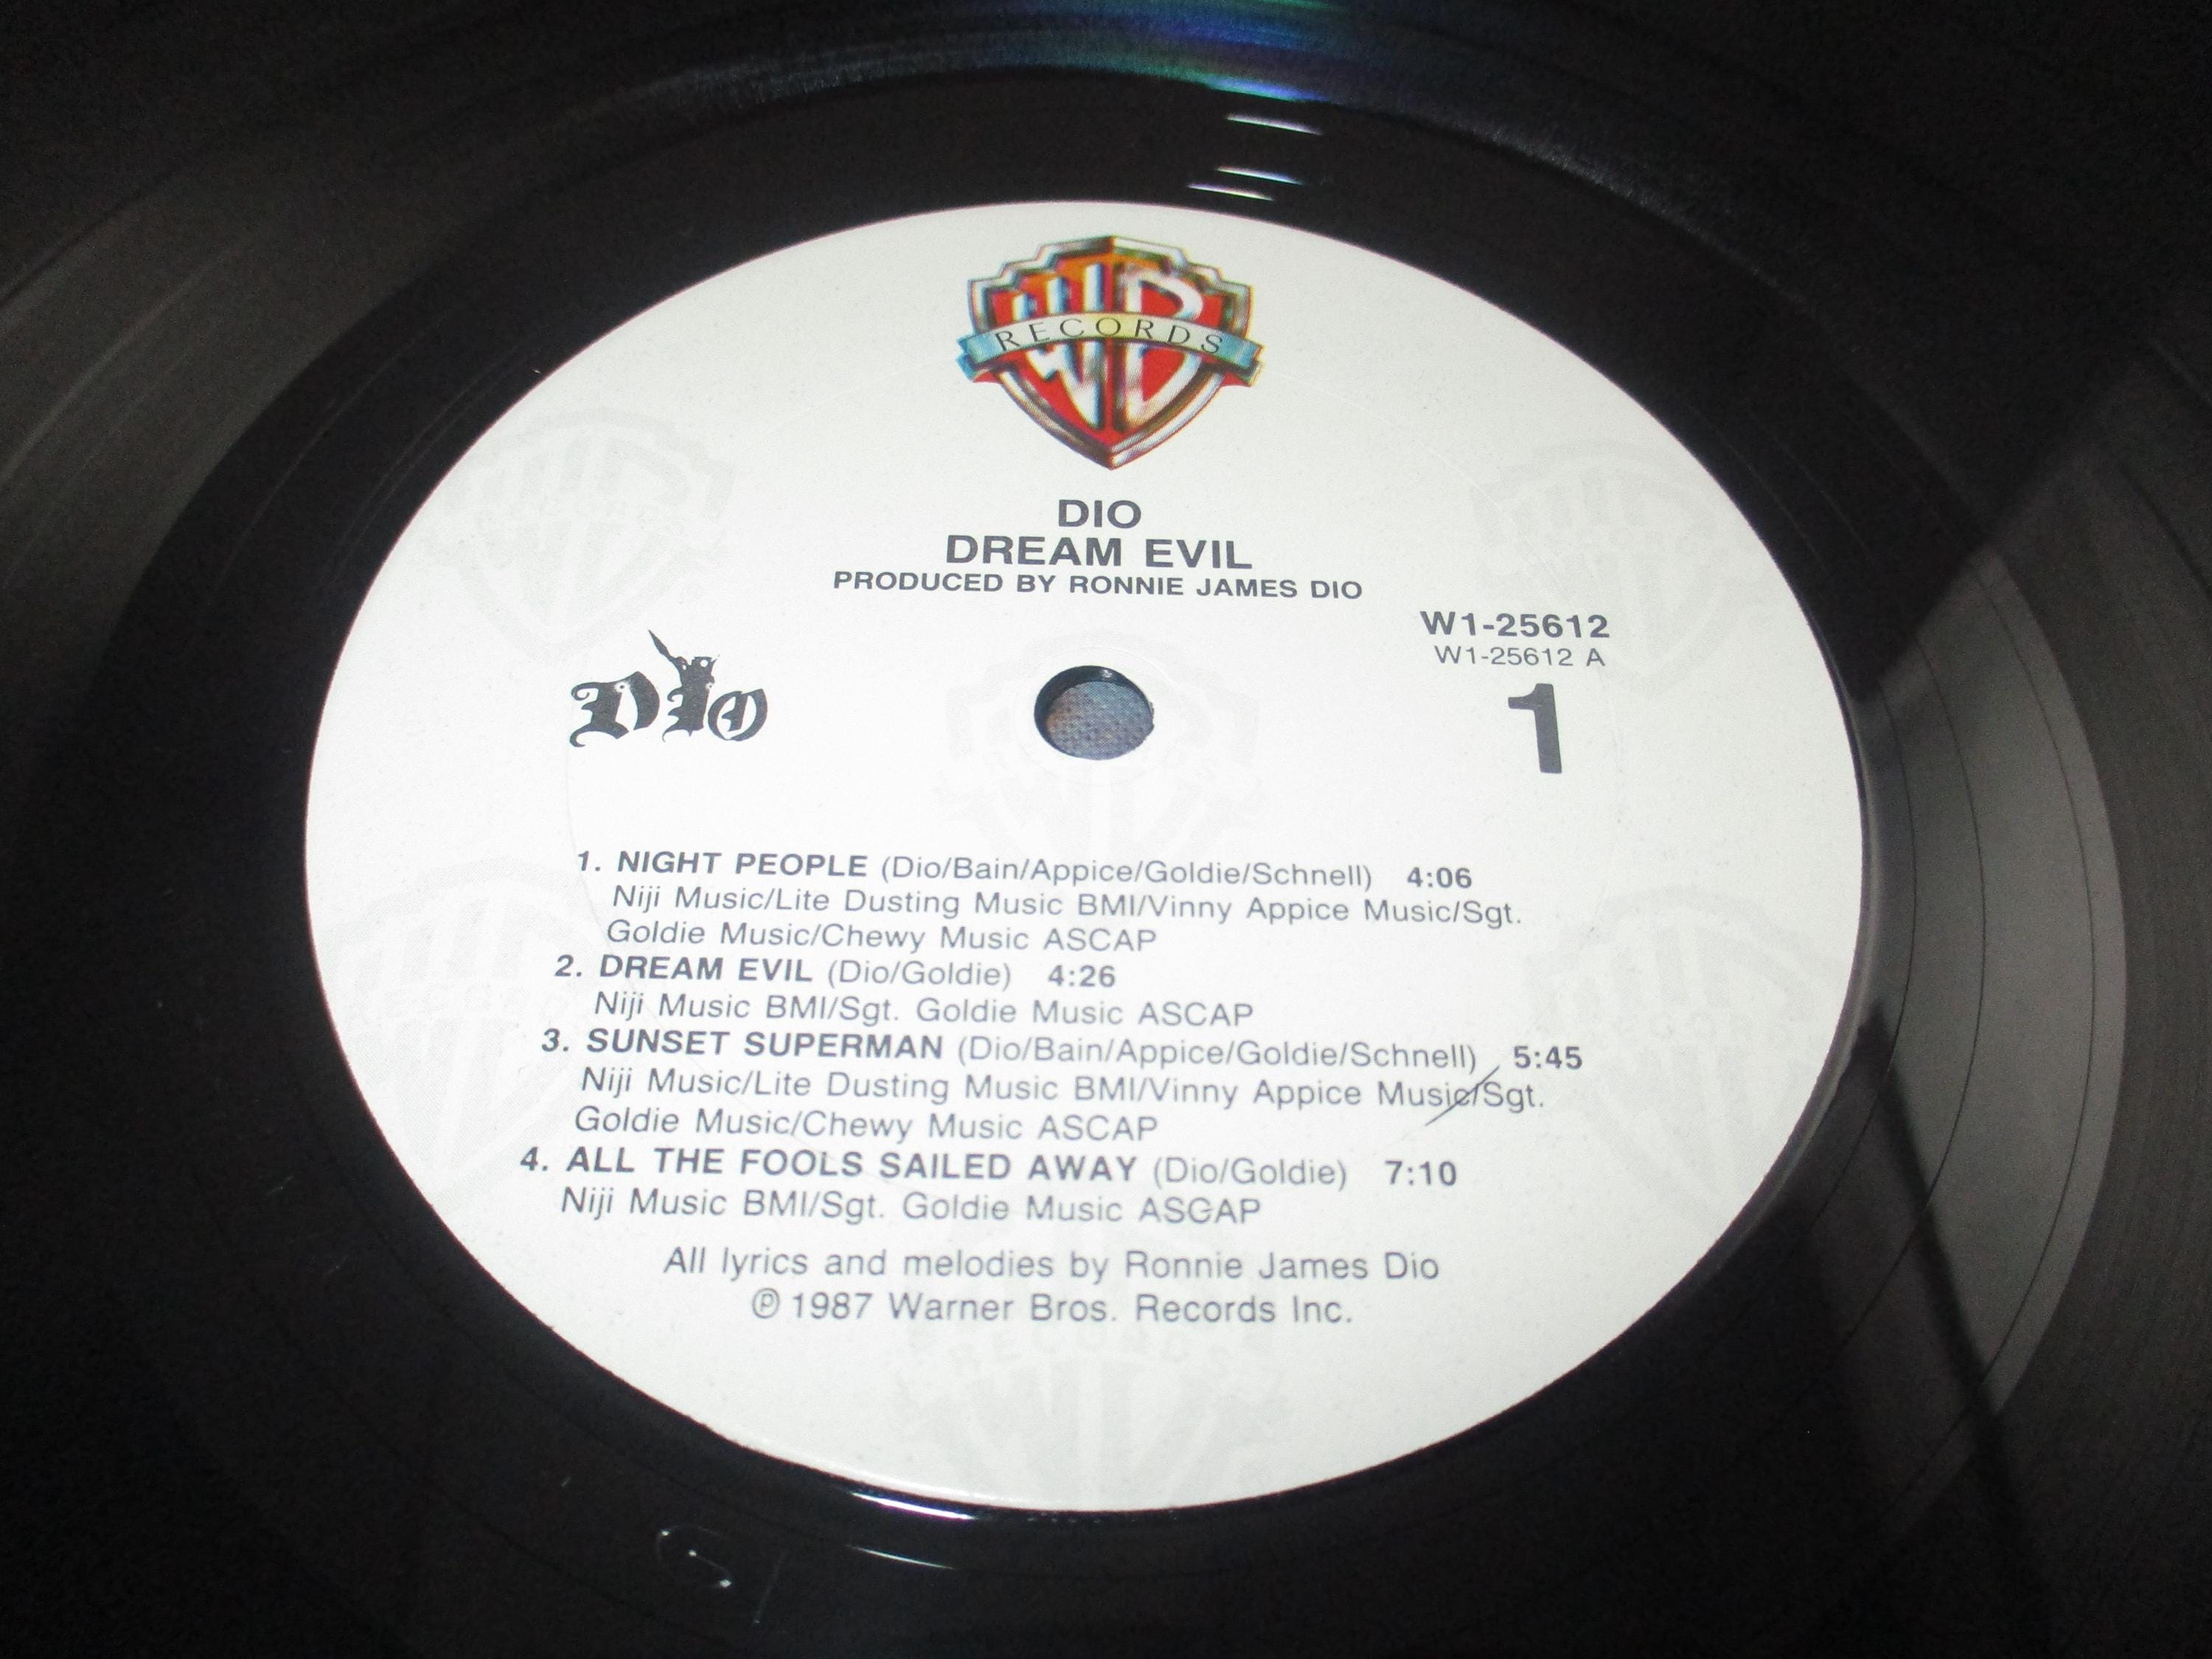 WB
RECORDS
DIO
DREAM EVIL
PRODUCED BY RONNIE JAMES DIO
W1-25612
W1-25612 A
Dio
1
1. NIGHT PEOPLE (Dio/Bain/Appice/Goldie/Schnell) 4:06
Niji Music/Lite Dusting Music BMI/Vinny Appice Music/Sgt.
Goldie Music/Chewy Music ASCAP
2. DREAM EVIL (Dio/Goldie) 4:26
Niji Music BMI/Sgt. Goldie Music ASCAP
3. SUNSET SUPERMAN (Dio/Bain/Appice/Goldie/Schnell) 5:45
Niji Music/Lite Dusting Music BMI/Vinny Appice Music/Sgt.
Goldie Music/Chewy Music ASCAP
4. ALL THE FOOLS SAILED AWAY (Dio/Goldie) 7:10
Niji Music BMI/Sgt. Goldie Music ASCAP
All lyrics and melodies by Ronnie James Dio
℗ 1987 Warner Bros. Records Inc.